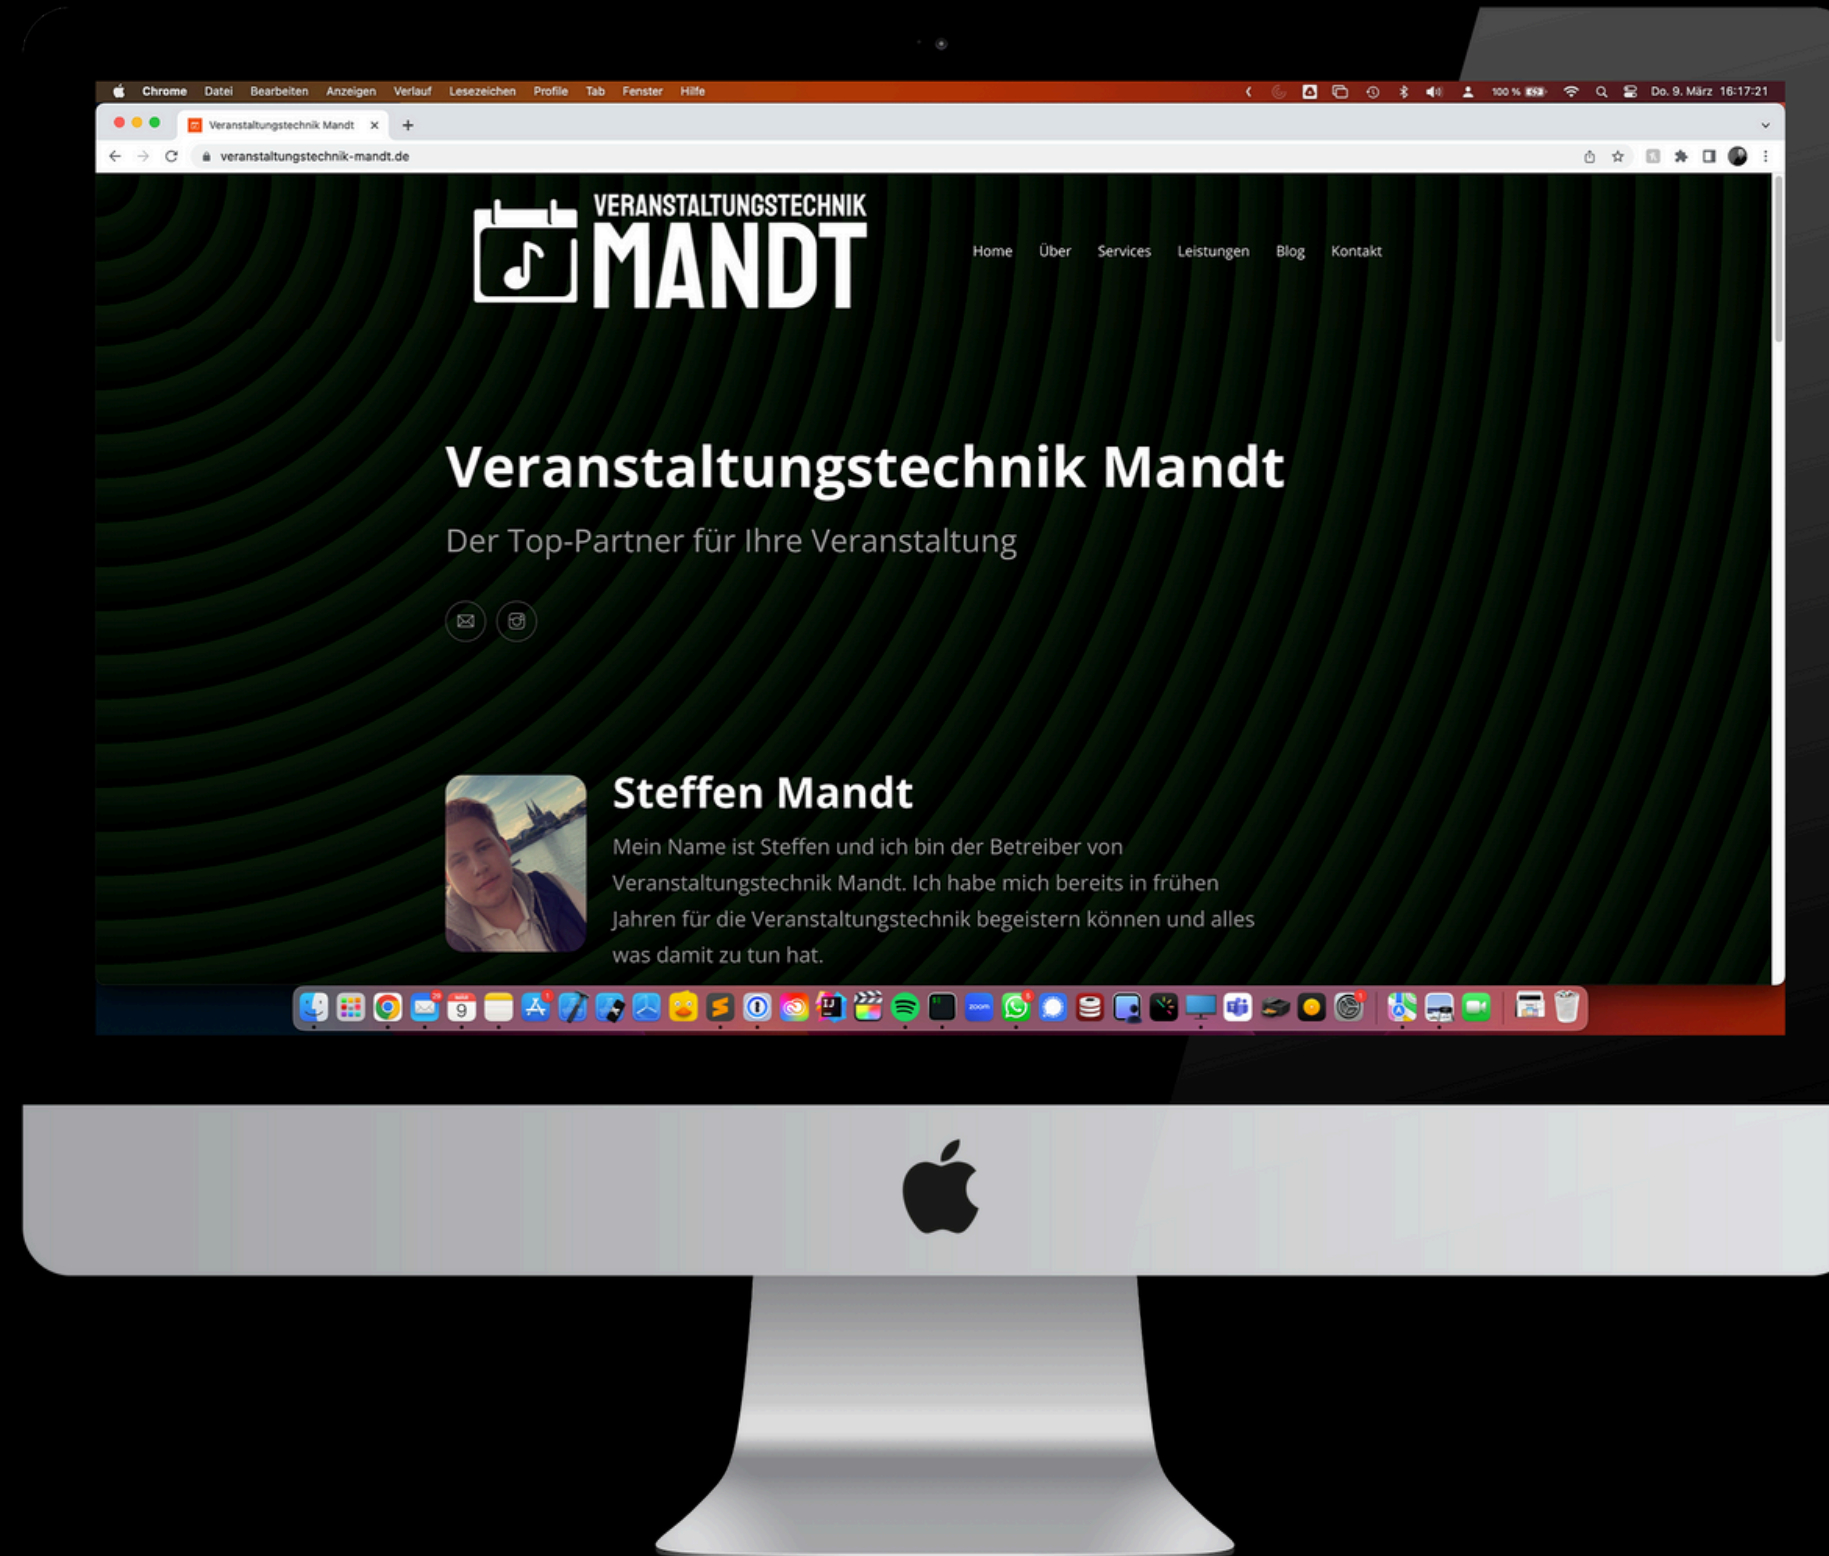 Chrome Datei Bearbeiten Anzeigen Verlauf Lesezeichen Profile Tab Fenster Hilfe 100 % Do. 9. März 16:17:21
Veranstaltungstechnik Mandt
veranstaltungstechnik-mandt.de
VERANSTALTUNGSTECHNIK
MANDT
Home Über Services Leistungen Blog Kontakt
Veranstaltungstechnik Mandt
Der Top-Partner für Ihre Veranstaltung
Steffen Mandt
Mein Name ist Steffen und ich bin der Betreiber von
Veranstaltungstechnik Mandt. Ich habe mich bereits in frühen
Jahren für die Veranstaltungstechnik begeistern können und alles
was damit zu tun hat.
9 IJ zoom